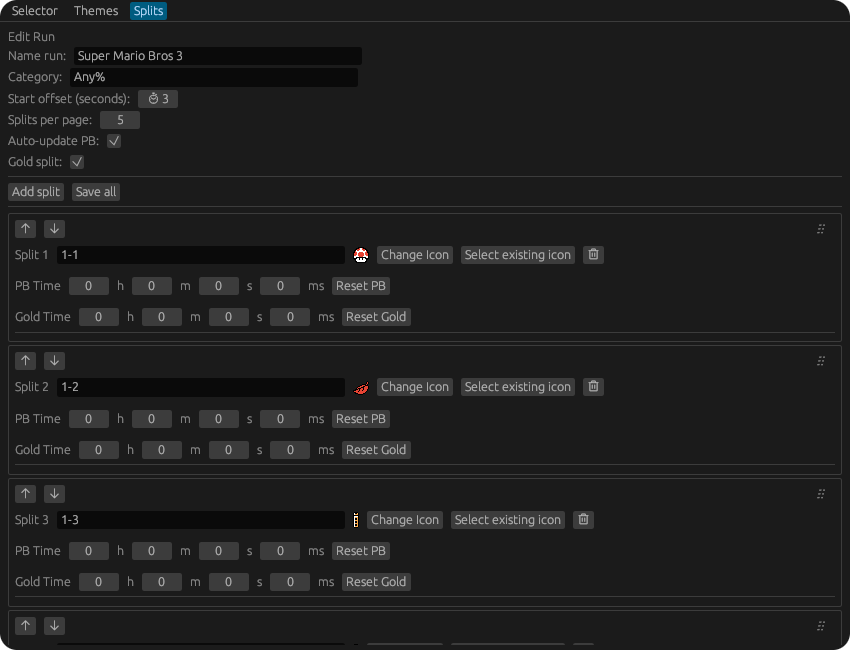 Selector Themes Splits
Edit Run
Name run: Super Mario Bros 3
Category: Any%
Start offset (seconds): ⏱ 3
Splits per page: 5
Auto-update PB: ✓
Gold split: ✓
Add split Save all
↑ ↓
Split 1 1-1 Change Icon Select existing icon
PB Time 0 h 0 m 0 s 0 ms Reset PB
Gold Time 0 h 0 m 0 s 0 ms Reset Gold
↑ ↓
Split 2 1-2 Change Icon Select existing icon
PB Time 0 h 0 m 0 s 0 ms Reset PB
Gold Time 0 h 0 m 0 s 0 ms Reset Gold
↑ ↓
Split 3 1-3 Change Icon Select existing icon
PB Time 0 h 0 m 0 s 0 ms Reset PB
Gold Time 0 h 0 m 0 s 0 ms Reset Gold
↑ ↓